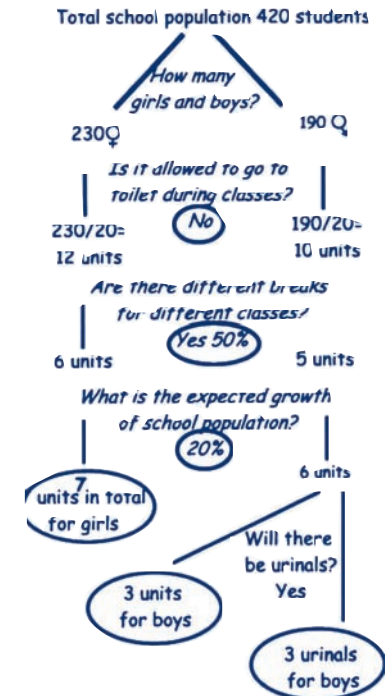 Total school population 420 students
How many
girls and boys?
230♀
190
Is it allowed to go to
toilet during classes?
No
230/20=
12 units
190/20=
10 units
Are there different breaks
for different classes?
Yes 50%
6 units
5 units
What is the expected growth
of school population?
20%
7
units in total
for girls
6 units
Will there
be urinals?
Yes
3 units
for boys
3 urinals
for boys